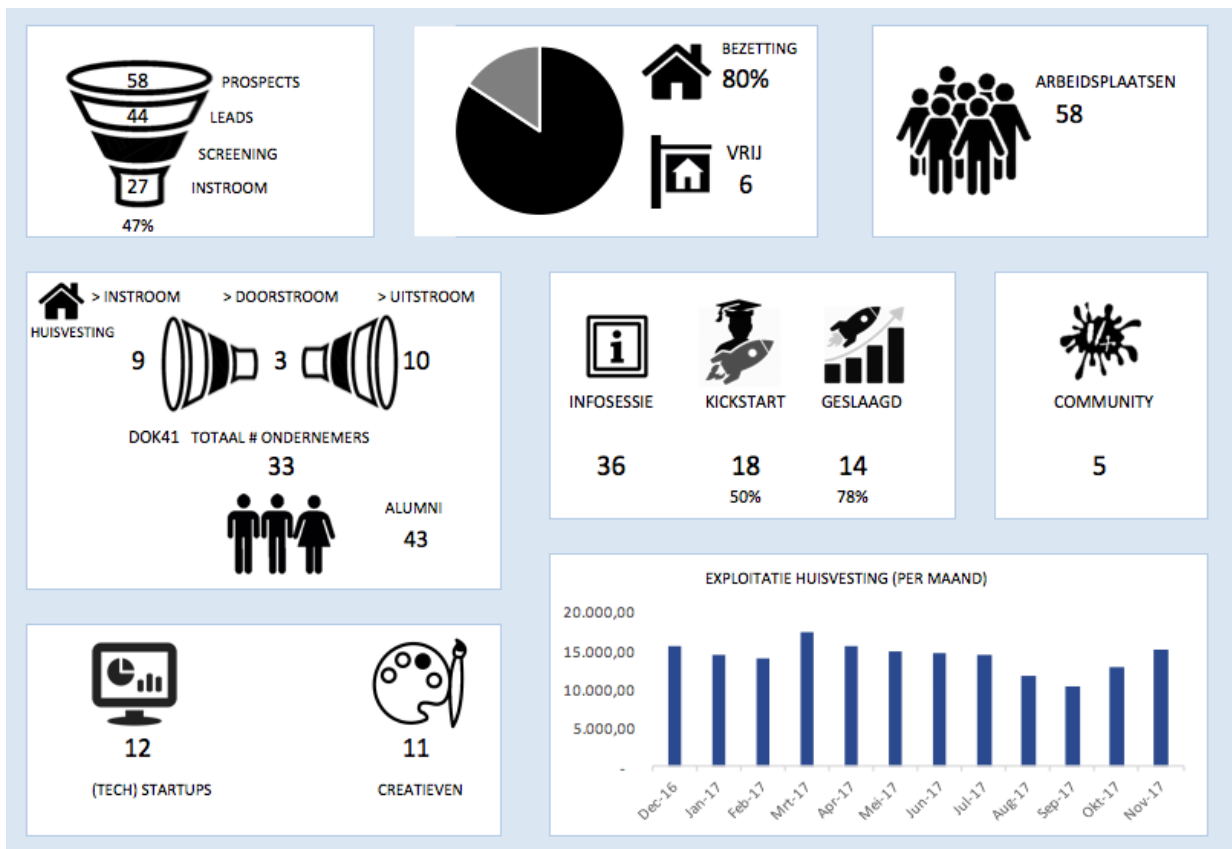 58 PROSPECTS
44 LEADS
SCREENING
27 INSTROOM
47%
BEZETTING
80%
VRIJ
6
ARBEIDSPLAATSEN
58
> INSTROOM > DOORSTROOM > UITSTROOM
HUISVESTING
9 3 10
DOK41 TOTAAL # ONDERNEMERS
33
ALUMNI
43
i
INFOSESSIE KICKSTART GESLAAGD
36 18 14
50% 78%
COMMUNITY
5
12 11
(TECH) STARTUPS CREATIEVEN
EXPLOITATIE HUISVESTING (PER MAAND)
20.000,00
15.000,00
10.000,00
5.000,00
-
Dec-16 Jan-17 Feb-17 Mrt-17 Apr-17 Mei-17 Jun-17 Jul-17 Aug-17 Sep-17 Okt-17 Nov-17